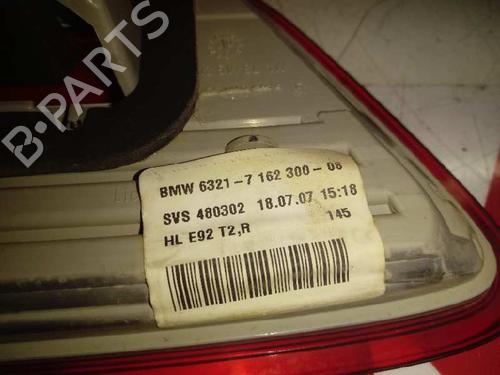 B-PARTS
BMW 6321-7 162 300-08
SVS 480302 18.07.07 15:18
HL E92 T2,R 145